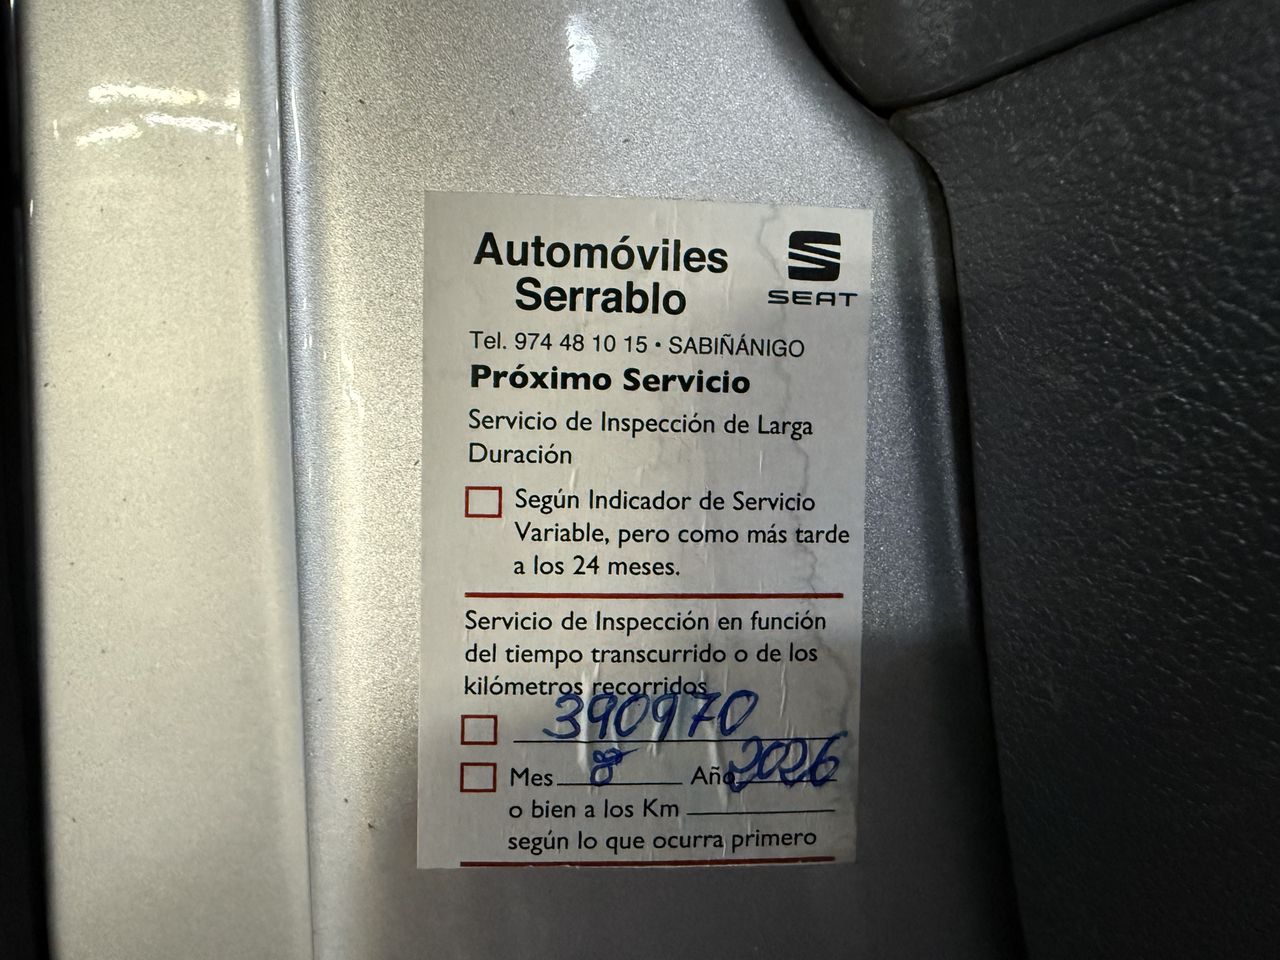 Automóviles
Serrablo
SEAT
Tel. 974 48 10 15 • SABIÑÁNIGO
Próximo Servicio
Servicio de Inspección de Larga
Duración
Según Indicador de Servicio
Variable, pero como más tarde
a los 24 meses.
Servicio de Inspección en función
del tiempo transcurrido o de los
kilómetros recorridos
390970
Mes 8 Año 2026
o bien a los Km
según lo que ocurra primero